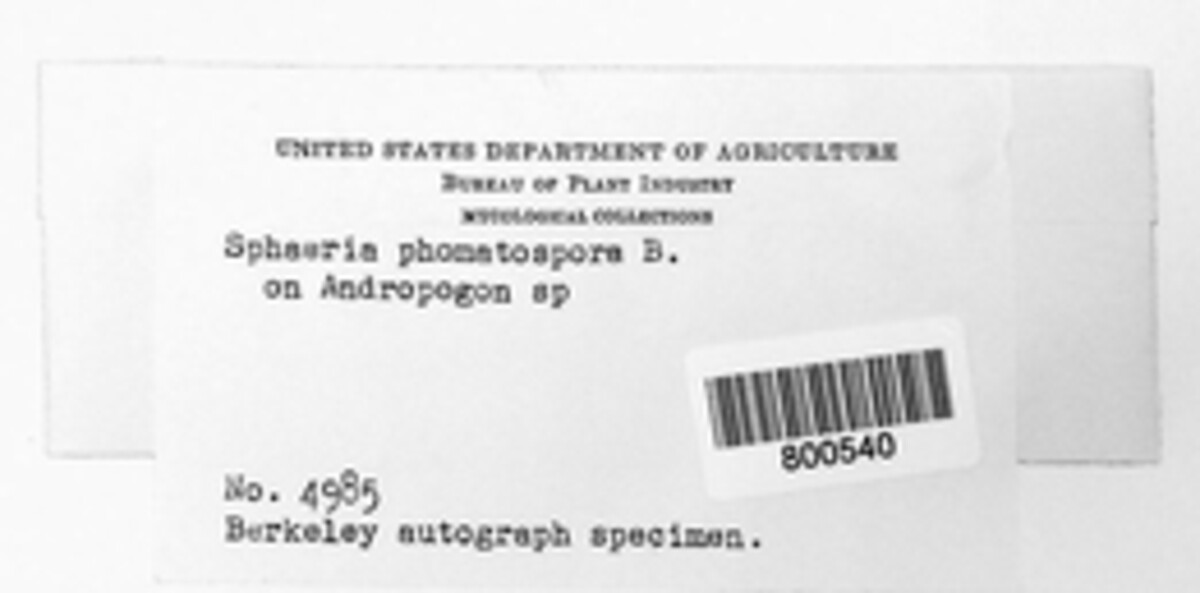 UNITED STATES DEPARTMENT OF AGRICULTURE
BUREAU OF PLANT INDUSTRY
MYCOLOGICAL COLLECTIONS
Sphaeria phomatospora B.
on Andropogon sp
800540
No. 4985
Berkeley autograph specimen.